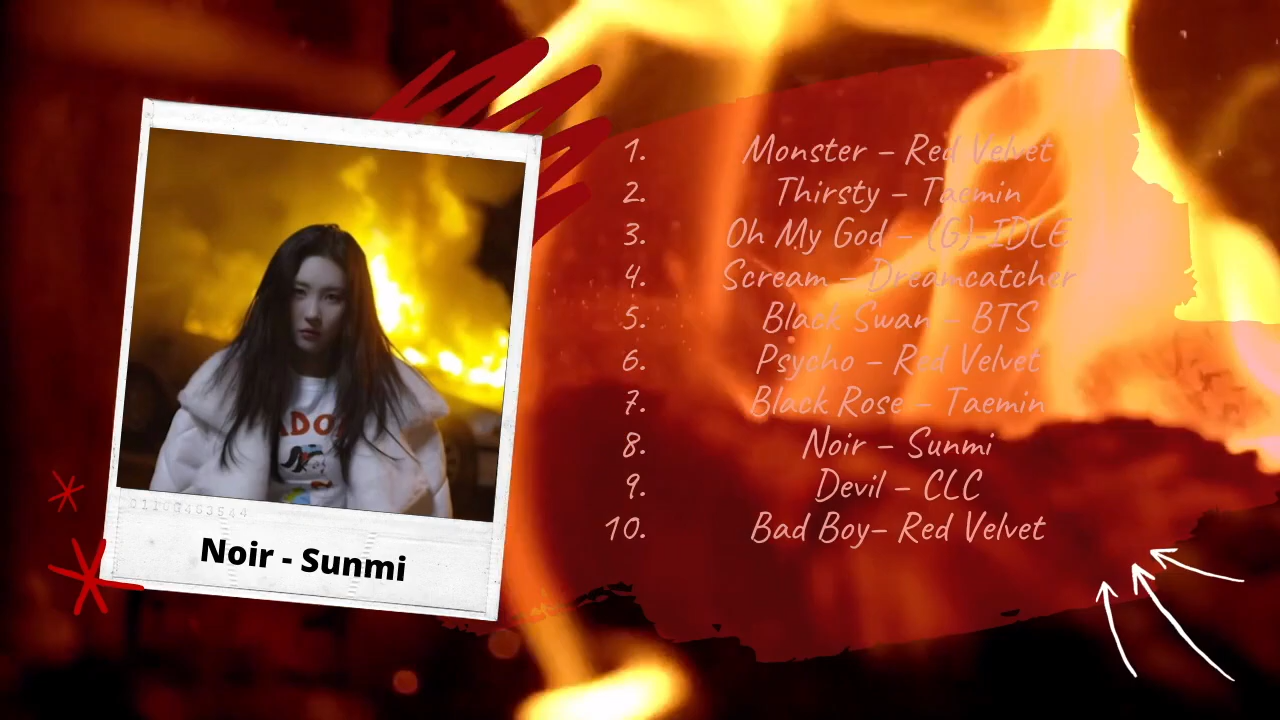 ADO
0110G4G3544
Noir - Sunmi
1. Monster – Red Velvet
2. Thirsty – Taemin
3. Oh My God – (G)-IDLE
4. Scream – Dreamcatcher
5. Black Swan – BTS
6. Psycho – Red Velvet
7. Black Rose – Taemin
8. Noir – Sunmi
9. Devil – CLC
10. Bad Boy– Red Velvet